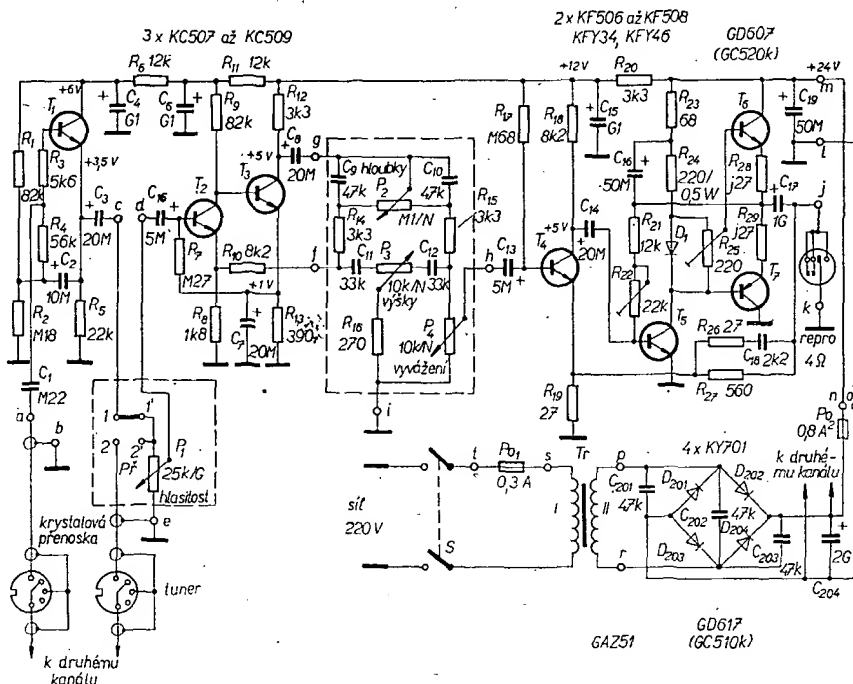 3 x KC507 až KC509
2 x KF506 až KF508
KFY34, KFY46
GD607
(GC520k)
+6V
R6 12k
R11 12k
+12V
R20
3k3
+24V
m
T1
+
C4
G1
C6
+
G1
R9
82k
R12
3k3
C8
+
20M
g
R17
M68
R18
8k2
+
C15
G1
R23
68
T6
+
C19
50M
l
R1
82k
R3
5k6
+3,5V
C3
+
20M
c
d
C16
+
5M
T2
+5V
T3
C9 hloubky
47k
P2
M1/N
C10
47k
R15
3k3
C16
+
50M
R24
220/
0,5 W
R28
j27
C17
+
1G
j
R4
56k
C2
+
10M
R7
M27
R10 8k2
f
R14
3k3
C11
33k
P3
10k/N
výšky
C12
33k
h
C13
5M +
T4
+5V
C14
+
20M
R21
12k
D1
R25
220
R29
j27
T7
k
repro
4 Ω
R2
M18
R5
22k
R8
1k8
+1V
C7
+
20M
R13
390
R16
270
P4
10k/N
vyvážení
R22
22k
T5
R26 27
C18
2k2
R27
560
C1
M22
a
b
1
1'
2
2'
Př
P1
25k/G
hlasitost
e
i
R19
27
n
o
Po2
0,8 A
k druhé-
mu kanálu
krystalová
přenoska
tuner
síť
220 V
S
t
Po1
0,3 A
s
Tr
I
II
p
r
4 x KY701
C201
47k
D201
D202
C202
47k
D203
D204
C203
47k
+
2G
C204
k druhému
kanálu
GAZ51
GD617
(GC510k)